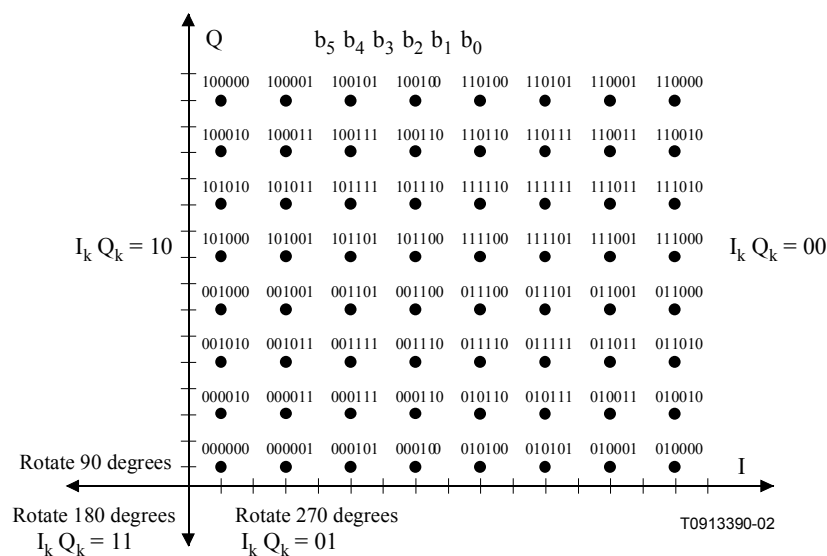 Q b₅ b₄ b₃ b₂ b₁ b₀
100000 100001 100101 100100 110100 110101 110001 110000
100010 100011 100111 100110 110110 110111 110011 110010
101010 101011 101111 101110 111110 111111 111011 111010
Iₖ Qₖ = 10 101000 101001 101101 101100 111100 111101 111001 111000 Iₖ Qₖ = 00
001000 001001 001101 001100 011100 011101 011001 011000
001010 001011 001111 001110 011110 011111 011011 011010
000010 000011 000111 000110 010110 010111 010011 010010
000000 000001 000101 000100 010100 010101 010001 010000
Rotate 90 degrees I
Rotate 180 degrees Rotate 270 degrees
Iₖ Qₖ = 11 Iₖ Qₖ = 01
T0913390-02